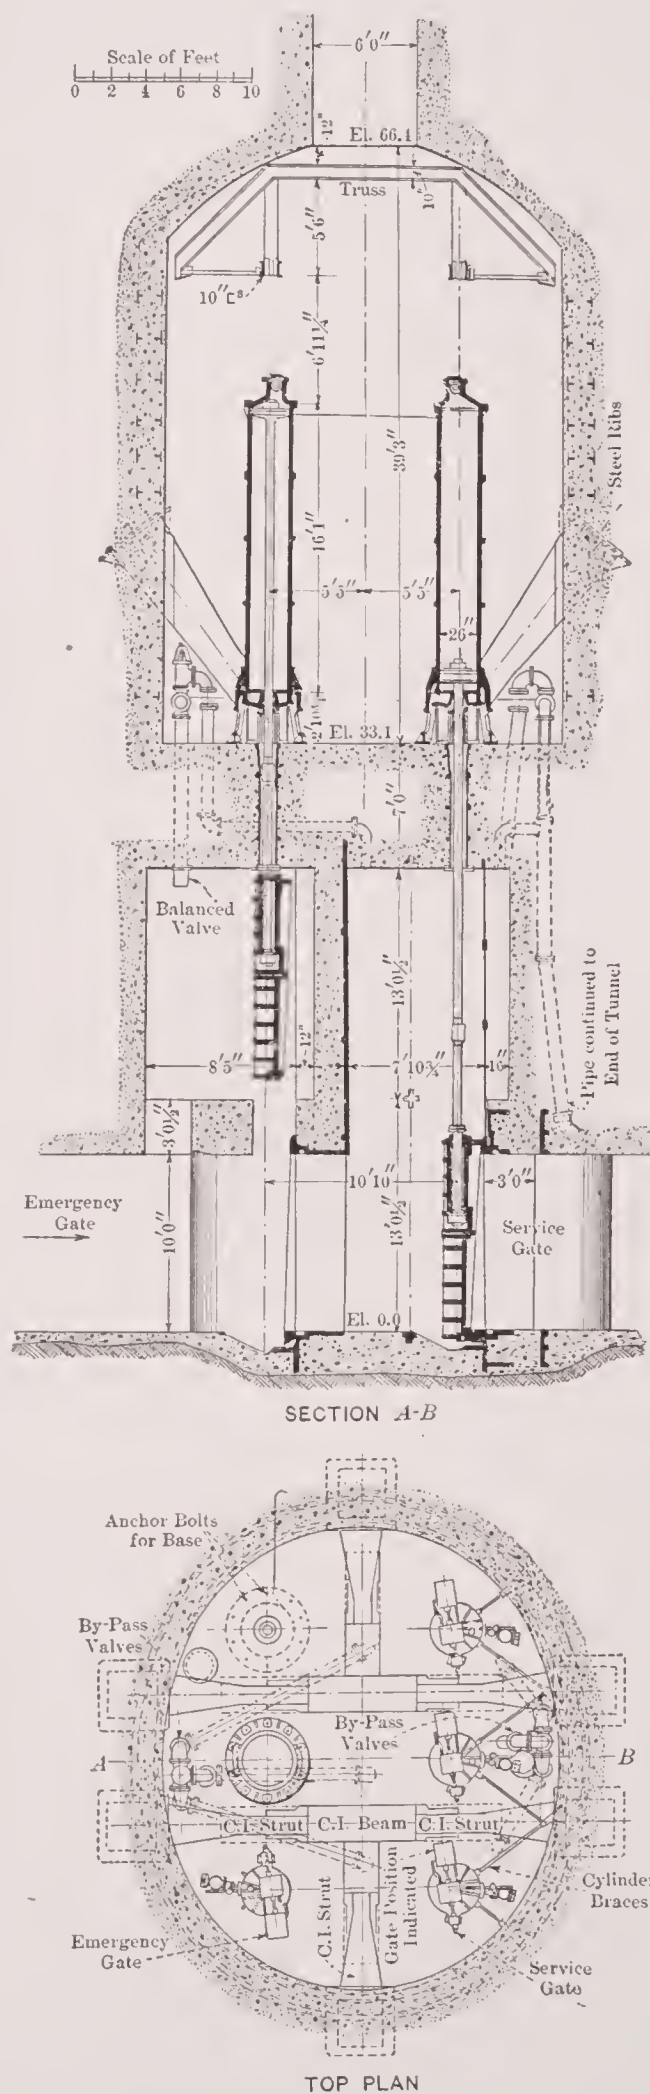 6'0"
Scale of Feet
0 2 4 6 8 10
12"
El. 66.4
Truss
10"
5'6"
10"
6'11¼"
39'3"
Steel Ribs
16'1"
5'5" 5'5"
26"
El. 33.1
7'0"
Balanced
Valve
13'0½"
12"
8'5"
7'10¾"
16"
Pipe continued to
End of Tunnel
3'0½"
10'10"
3'0"
Emergency
Gate
10'0"
13'0½"
Service
Gate
El. 0.0
SECTION A-B
Anchor Bolts
for Base
By-Pass
Valves
By-Pass
Valves
A
B
C.I. Strut
C.I. Beam
C.I. Strut
C.I. Strut
Gate Position
Indicated
Cylinder
Braces
Emergency
Gate
Service
Gate
TOP PLAN